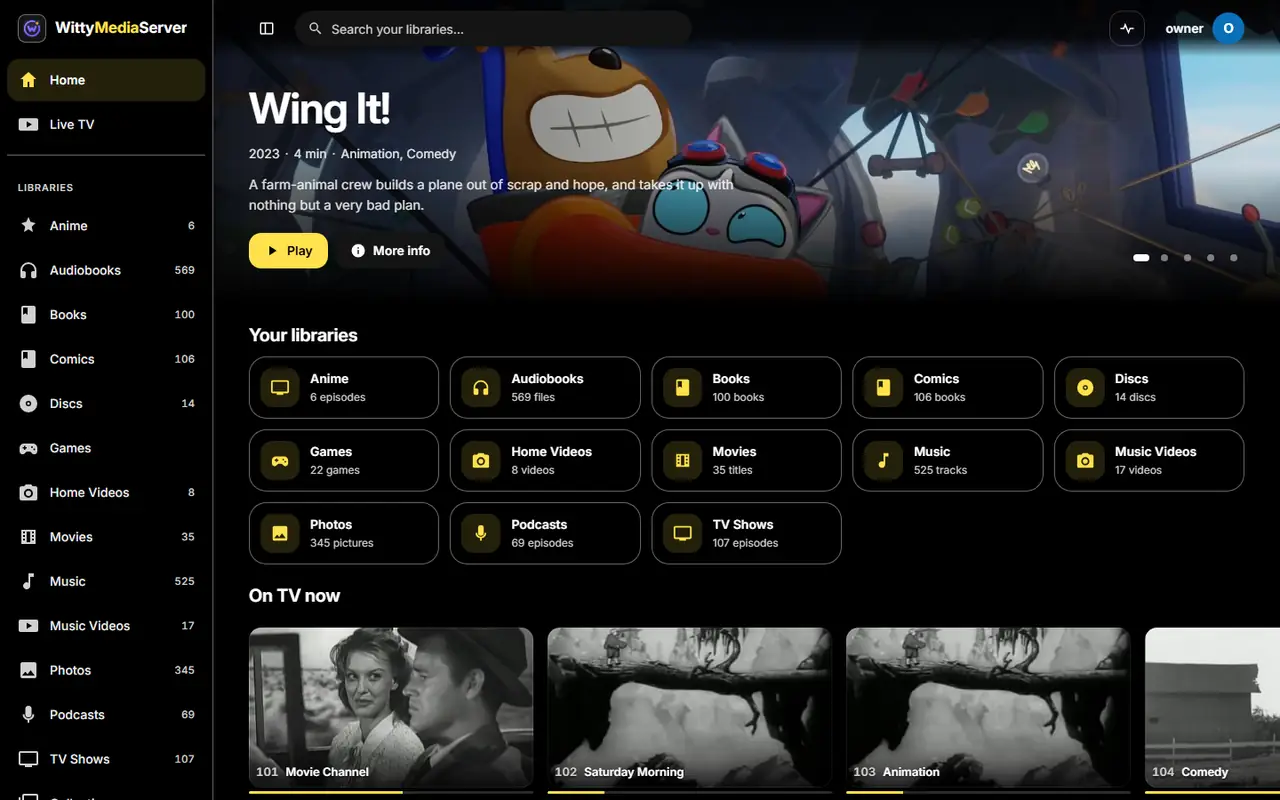 WittyMediaServer
Search your libraries...
owner
O
Home
Live TV
LIBRARIES
Anime 6
Audiobooks 569
Books 100
Comics 106
Discs 14
Games
Home Videos 8
Movies 35
Music 525
Music Videos 17
Photos 345
Podcasts 69
TV Shows 107
Wing It!
2023 · 4 min · Animation, Comedy
A farm-animal crew builds a plane out of scrap and hope, and takes it up with
nothing but a very bad plan.
Play
More info
Your libraries
Anime
6 episodes
Audiobooks
569 files
Books
100 books
Comics
106 books
Discs
14 discs
Games
22 games
Home Videos
8 videos
Movies
35 titles
Music
525 tracks
Music Videos
17 videos
Photos
345 pictures
Podcasts
69 episodes
TV Shows
107 episodes
On TV now
101 Movie Channel
102 Saturday Morning
103 Animation
104 Comedy